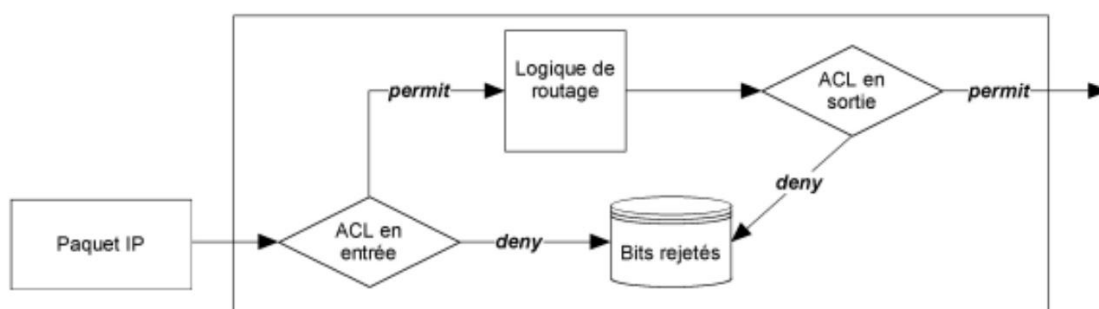 Logique de
routage
ACL en
sortie
permit
permit
deny
Paquet IP
ACL en
entrée
deny
Bits rejetés